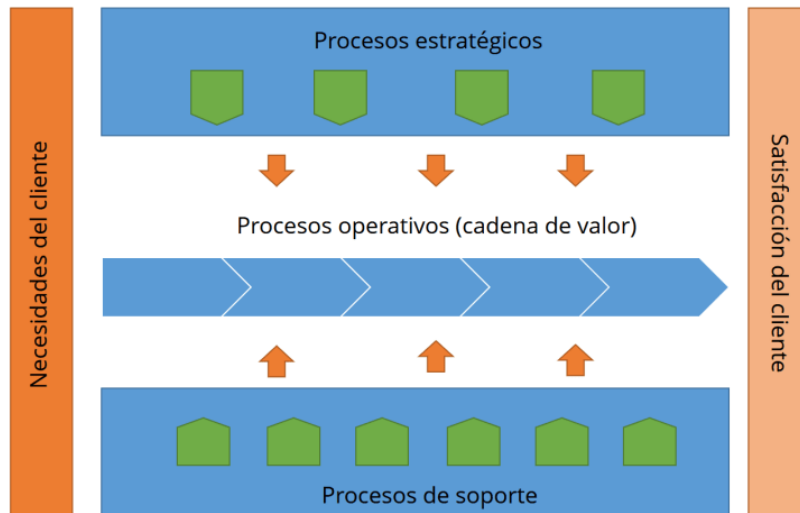 Necesidades del cliente
Procesos estratégicos
Procesos operativos (cadena de valor)
Procesos de soporte
Satisfacción del cliente